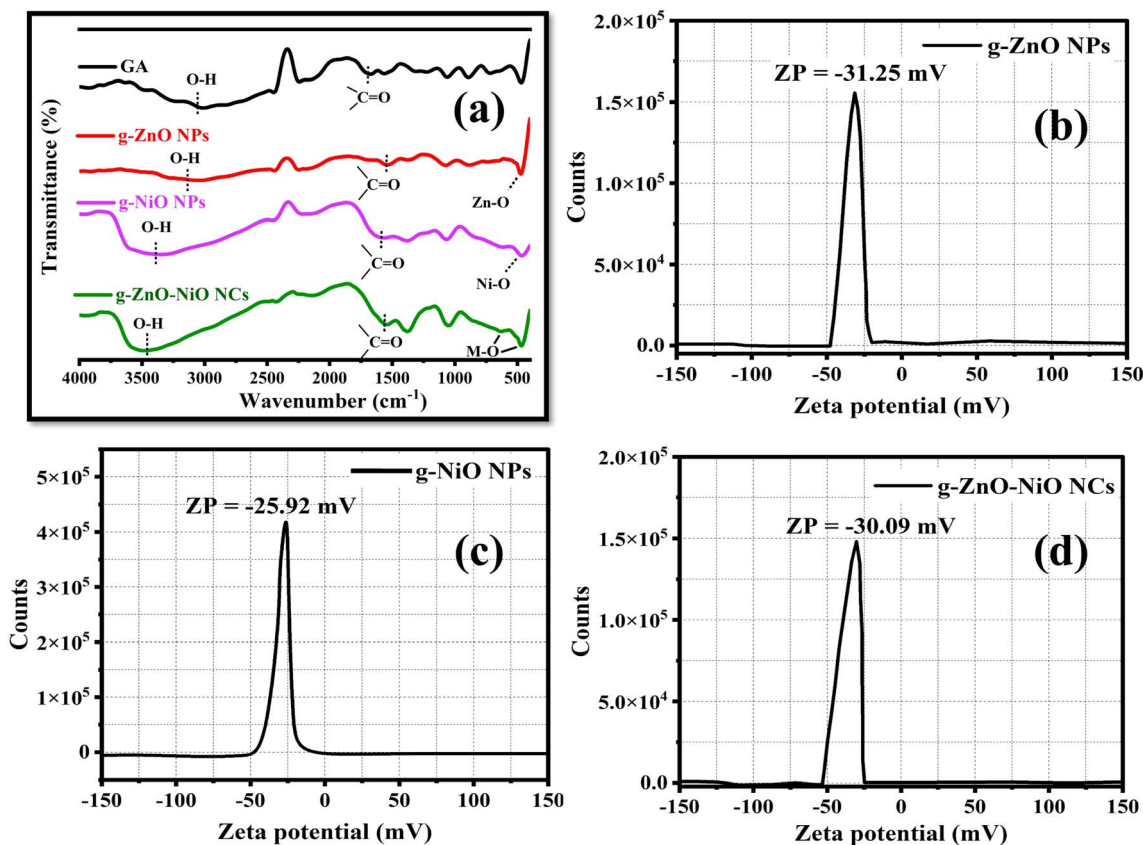 GA
O-H
C=O
(a)
g-ZnO NPs
O-H
C=O
Zn-O
g-NiO NPs
O-H
C=O
Ni-O
g-ZnO-NiO NCs
O-H
C=O
M-O
Transmittance (%)
4000 3500 3000 2500 2000 1500 1000 500
Wavenumber (cm⁻¹)
2.0×10⁵
1.5×10⁵
1.0×10⁵
5.0×10⁴
0.0
Counts
g-ZnO NPs
ZP = -31.25 mV
(b)
-150 -100 -50 0 50 100 150
Zeta potential (mV)
5×10⁵
4×10⁵
3×10⁵
2×10⁵
1×10⁵
0
Counts
g-NiO NPs
ZP = -25.92 mV
(c)
-150 -100 -50 0 50 100 150
Zeta potential (mV)
2.0×10⁵
1.5×10⁵
1.0×10⁵
5.0×10⁴
0.0
Counts
g-ZnO-NiO NCs
ZP = -30.09 mV
(d)
-150 -100 -50 0 50 100 150
Zeta potential (mV)